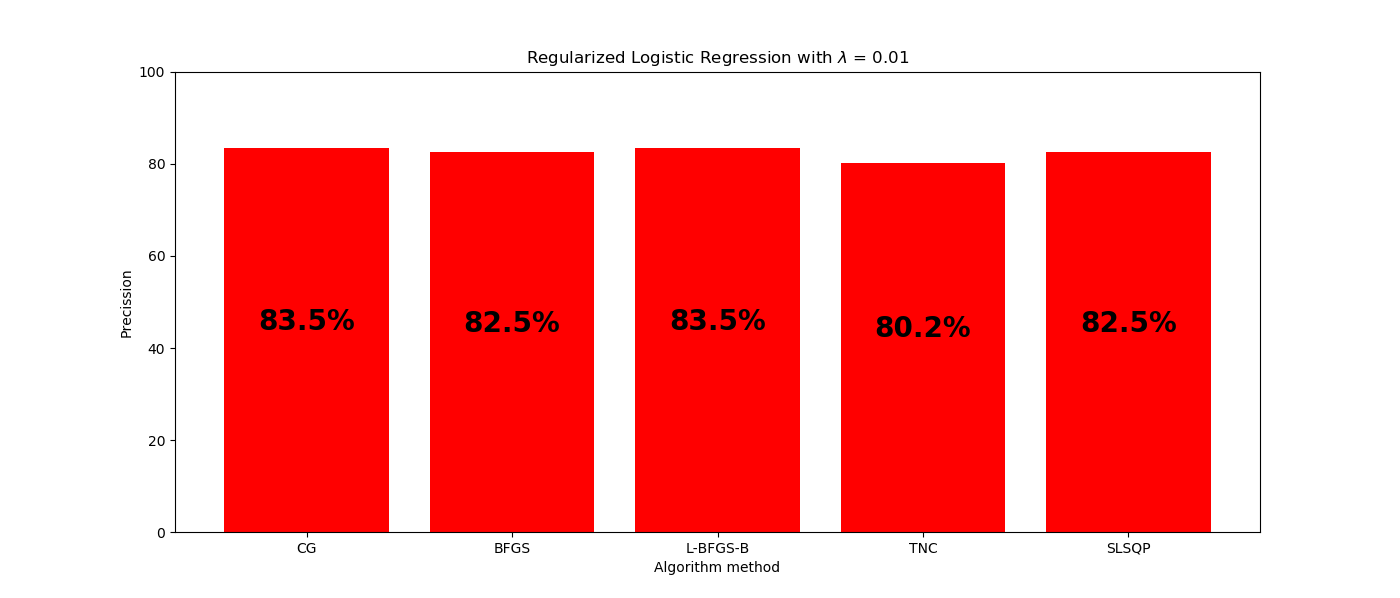 Regularized Logistic Regression with λ = 0.01
Precission
100
80
60
40
20
0
83.5%
82.5%
83.5%
80.2%
82.5%
CG
BFGS
L-BFGS-B
TNC
SLSQP
Algorithm method